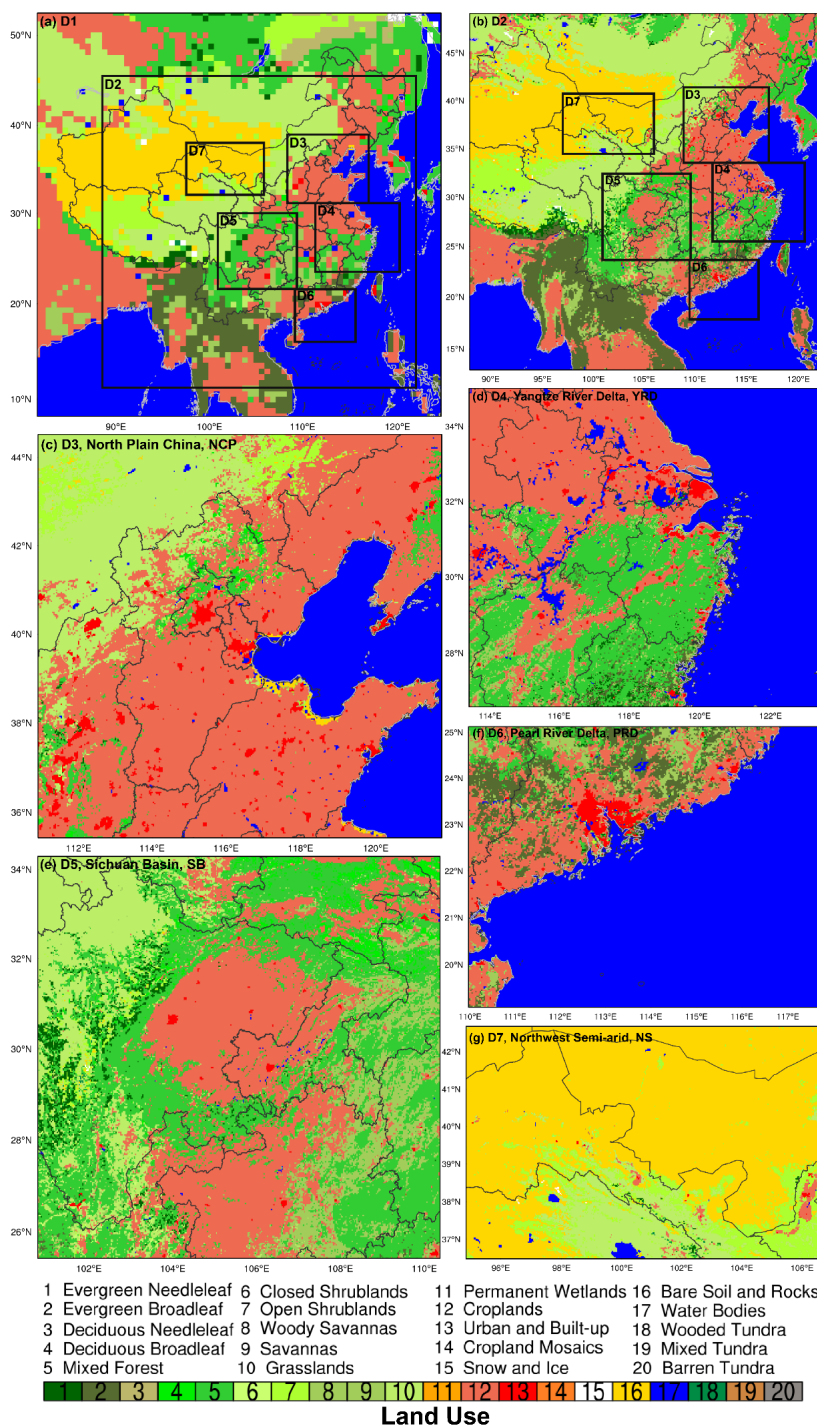 (a) D1
(b) D2
50°N
40°N
30°N
20°N
10°N
D2
D7
D3
D5
D4
D6
90°E 100°E 110°E 120°E
45°N
40°N
35°N
30°N
25°N
20°N
15°N
D7
D3
D5
D4
D6
90°E 95°E 100°E 105°E 110°E 115°E 120°E
(c) D3, North Plain China, NCP
44°N
42°N
40°N
38°N
36°N
112°E 114°E 116°E 118°E 120°E
(d) D4, Yangtze River Delta, YRD
34°N
32°N
30°N
28°N
114°E 116°E 118°E 120°E 122°E
(e) D5, Sichuan Basin, SB
34°N
32°N
30°N
28°N
26°N
102°E 104°E 106°E 108°E 110°E
(f) D6, Pearl River Delta, PRD
25°N
24°N
23°N
22°N
21°N
20°N
110°E 111°E 112°E 113°E 114°E 115°E 116°E 117°E
(g) D7, Northwest Semi-arid, NS
42°N
41°N
40°N
39°N
38°N
37°N
96°E 98°E 100°E 102°E 104°E 106°E
1 Evergreen Needleleaf 6 Closed Shrublands 11 Permanent Wetlands 16 Bare Soil and Rocks
2 Evergreen Broadleaf 7 Open Shrublands 12 Croplands 17 Water Bodies
3 Deciduous Needleleaf 8 Woody Savannas 13 Urban and Built-up 18 Wooded Tundra
4 Deciduous Broadleaf 9 Savannas 14 Cropland Mosaics 19 Mixed Tundra
5 Mixed Forest 10 Grasslands 15 Snow and Ice 20 Barren Tundra
1 2 3 4 5 6 7 8 9 10 11 12 13 14 15 16 17 18 19 20
Land Use